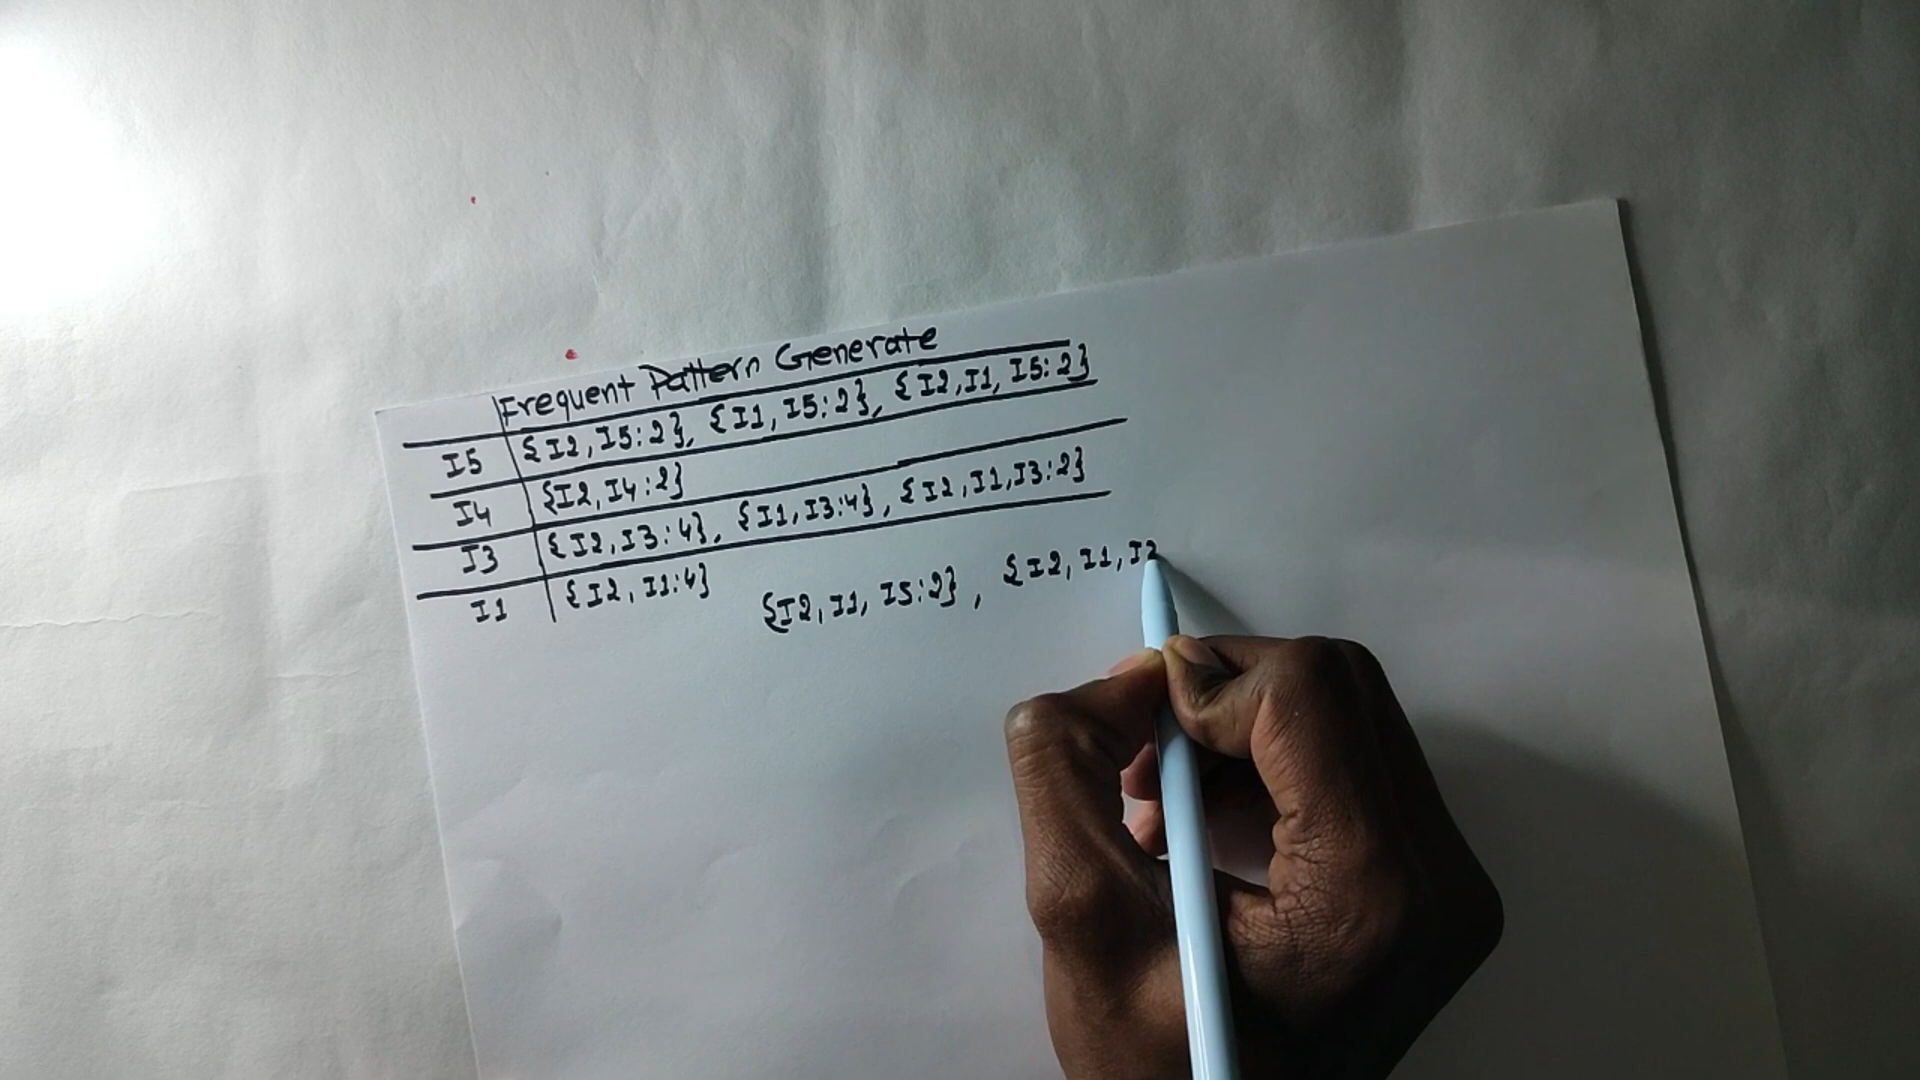 Frequent Pattern Generate
I5 {I2, I5:2}, {I1, I5:2}, {I2, I1, I5:2}
I4 {I2, I4:2}
I3 {I2, I3:4}, {I1, I3:4}, {I2, I1, I3:2}
I1 {I2, I1:4}
{I2, I1, I5:2}, {I2, I1, I